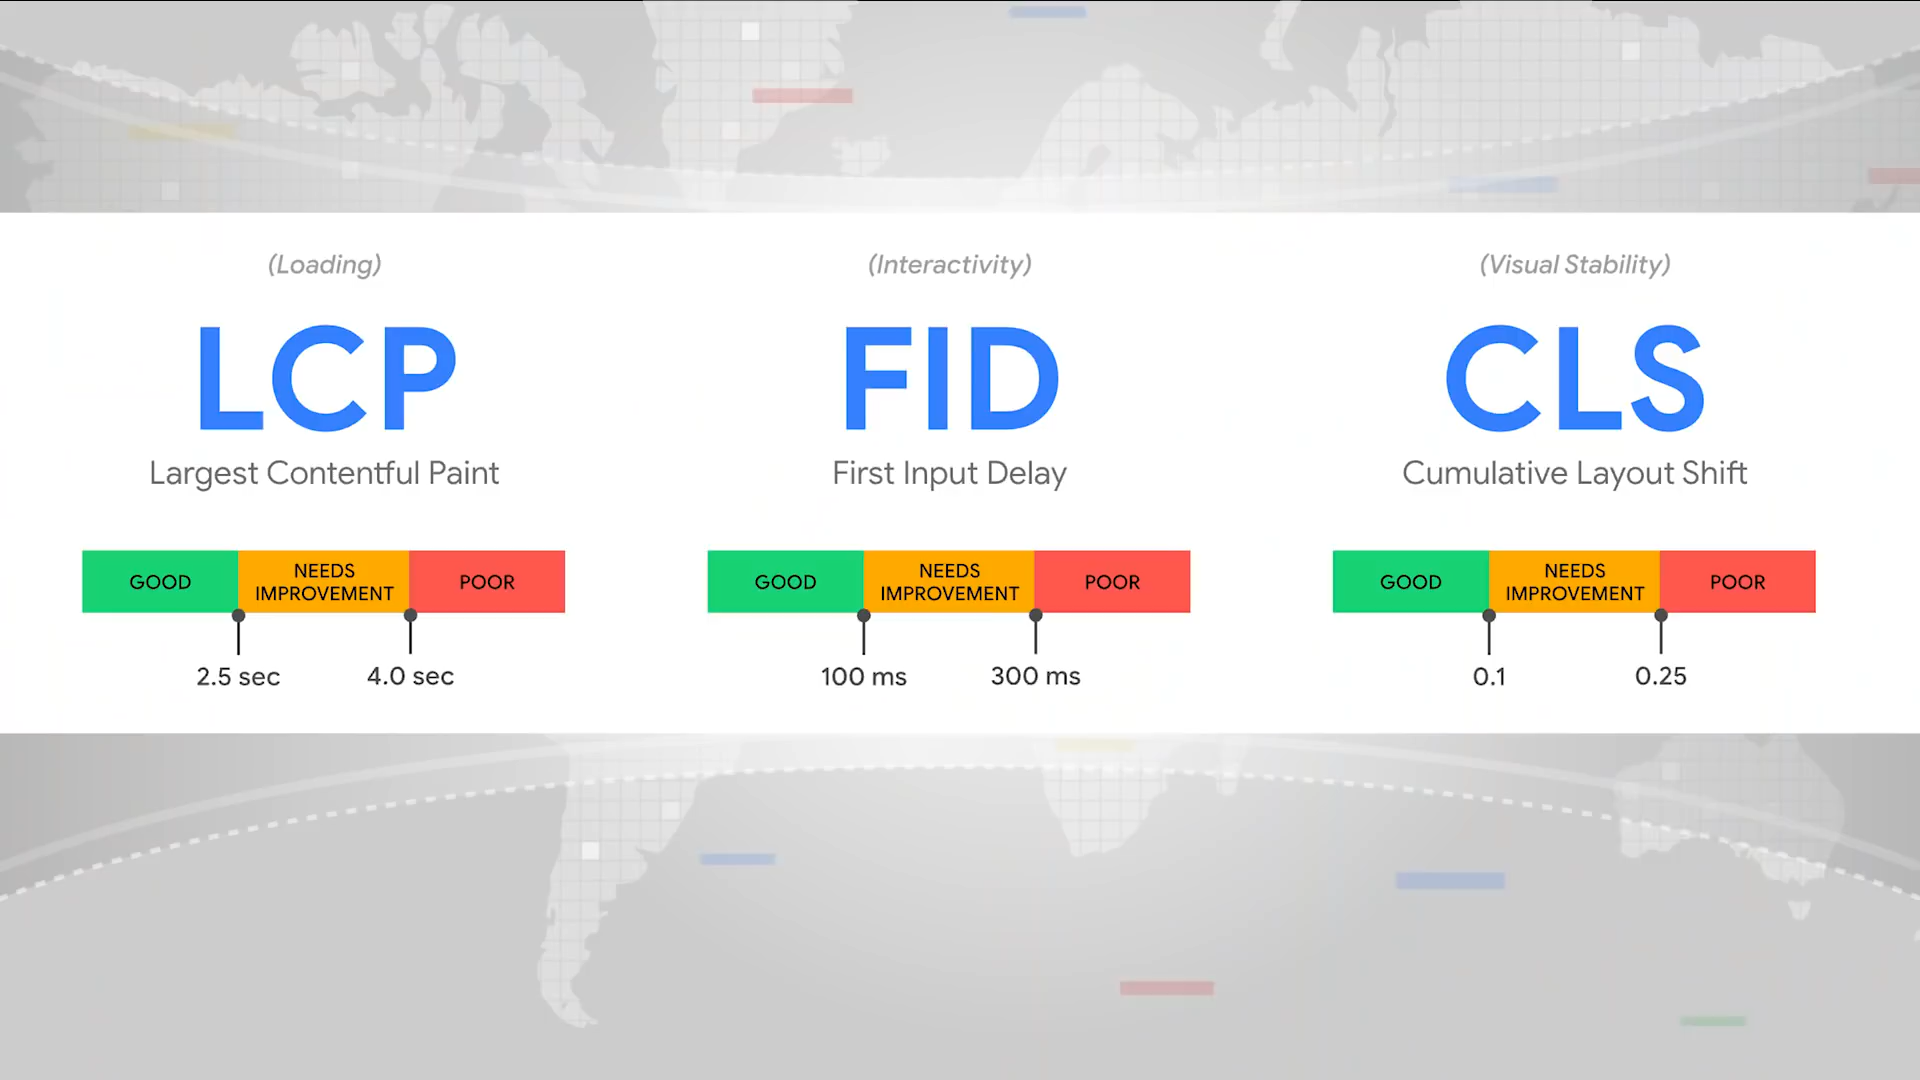 (Loading)
LCP
Largest Contentful Paint
GOOD
NEEDS
IMPROVEMENT
POOR
2.5 sec
4.0 sec
(Interactivity)
FID
First Input Delay
GOOD
NEEDS
IMPROVEMENT
POOR
100 ms
300 ms
(Visual Stability)
CLS
Cumulative Layout Shift
GOOD
NEEDS
IMPROVEMENT
POOR
0.1
0.25